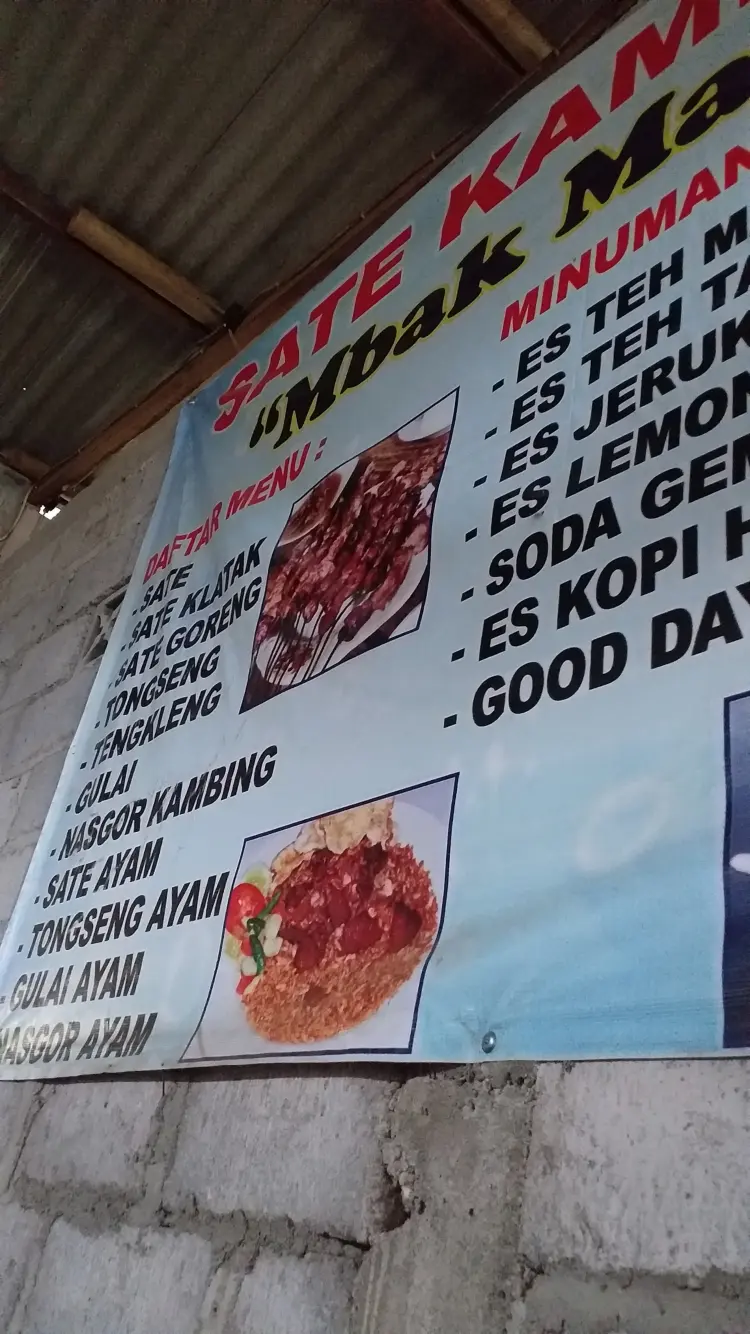 SATE KAM
"Mbak Ma
DAFTAR MENU :
- SATE
- SATE KLATAK
- SATE GORENG
- TONGSENG
- TENGKLENG
- GULAI
- NASGOR KAMBING
- SATE AYAM
- TONGSENG AYAM
- GULAI AYAM
NASGOR AYAM
MINUMAN
- ES TEH M
- ES TEH TA
- ES JERUK
- ES LEMON
- SODA GEM
- ES KOPI H
- GOOD DAY